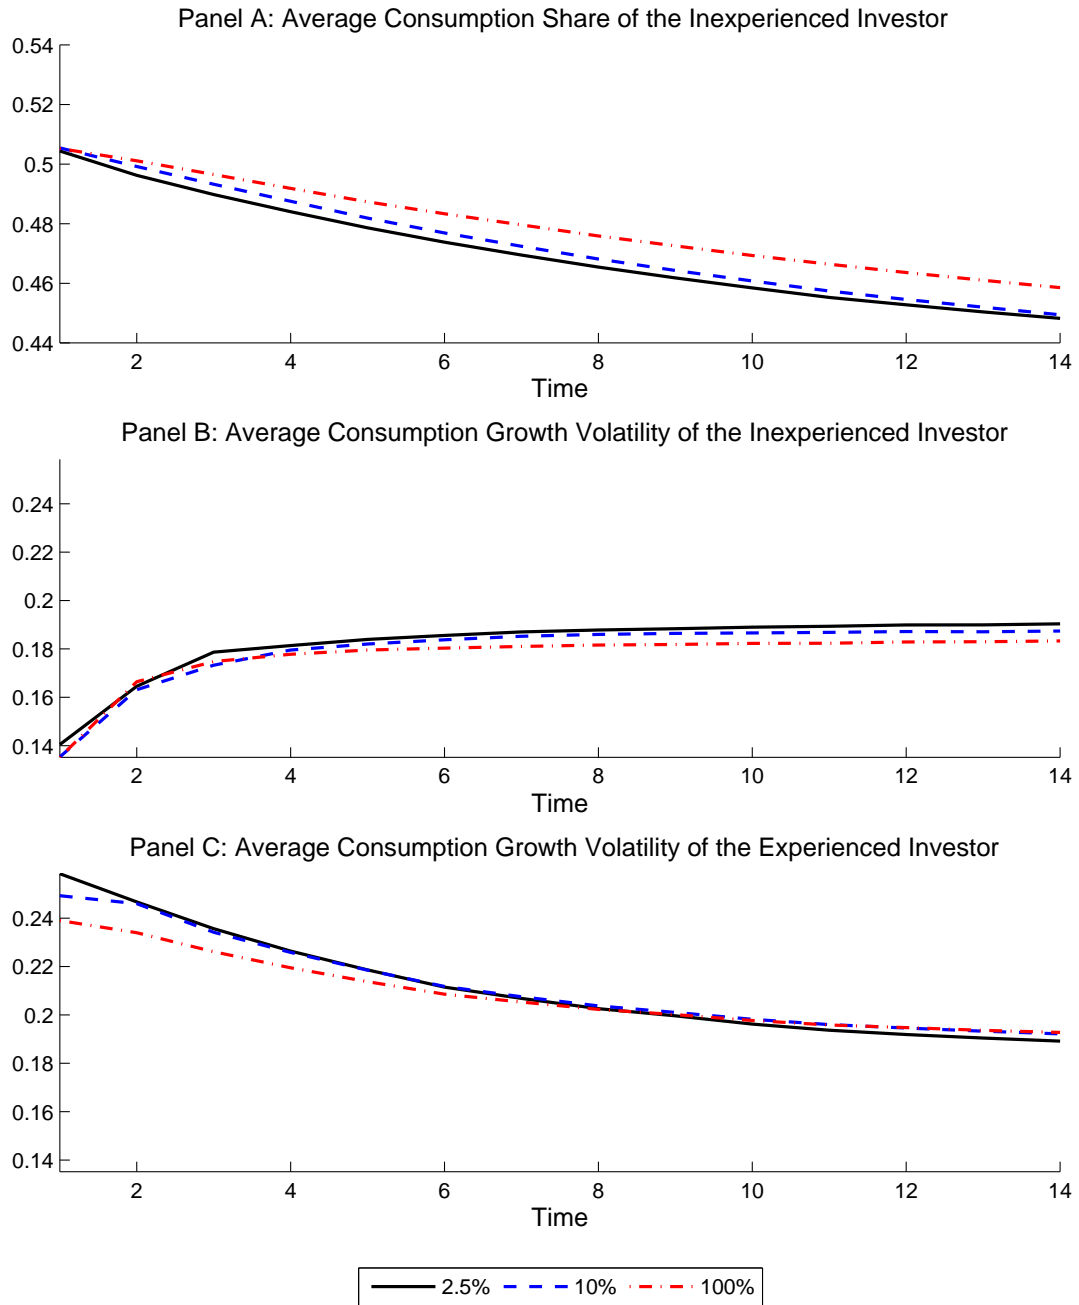 Panel A: Average Consumption Share of the Inexperienced Investor
0.54
0.52
0.5
0.48
0.46
0.44
2 4 6 8 10 12 14
Time
Panel B: Average Consumption Growth Volatility of the Inexperienced Investor
0.24
0.22
0.2
0.18
0.16
0.14
2 4 6 8 10 12 14
Time
Panel C: Average Consumption Growth Volatility of the Experienced Investor
0.24
0.22
0.2
0.18
0.16
0.14
2 4 6 8 10 12 14
Time
2.5% 10% 100%